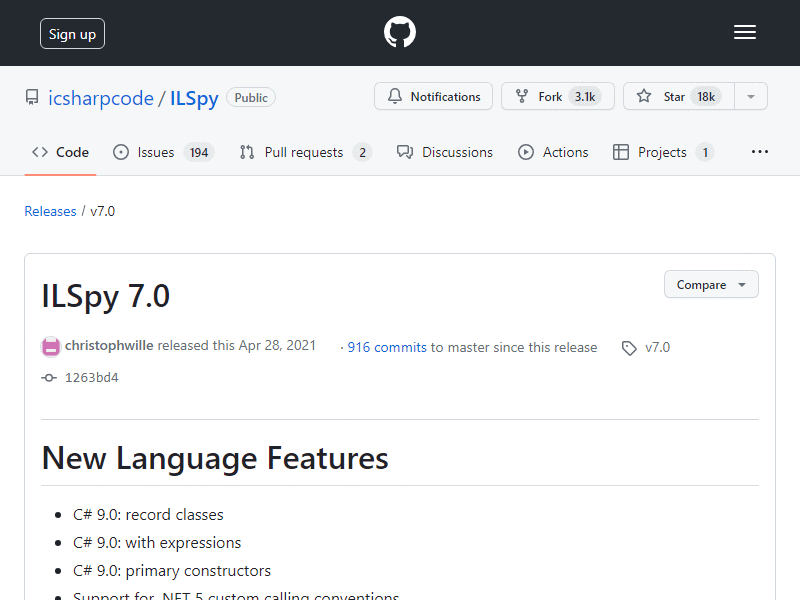 Sign up
icsharpcode / ILSpy Public
Notifications
Fork 3.1k
Star 18k
Code
Issues 194
Pull requests 2
Discussions
Actions
Projects 1
Releases / v7.0
ILSpy 7.0
Compare
christophwille released this Apr 28, 2021 · 916 commits to master since this release v7.0
1263bd4
New Language Features
C# 9.0: record classes
C# 9.0: with expressions
C# 9.0: primary constructors
Support for .NET 5 custom calling conventions